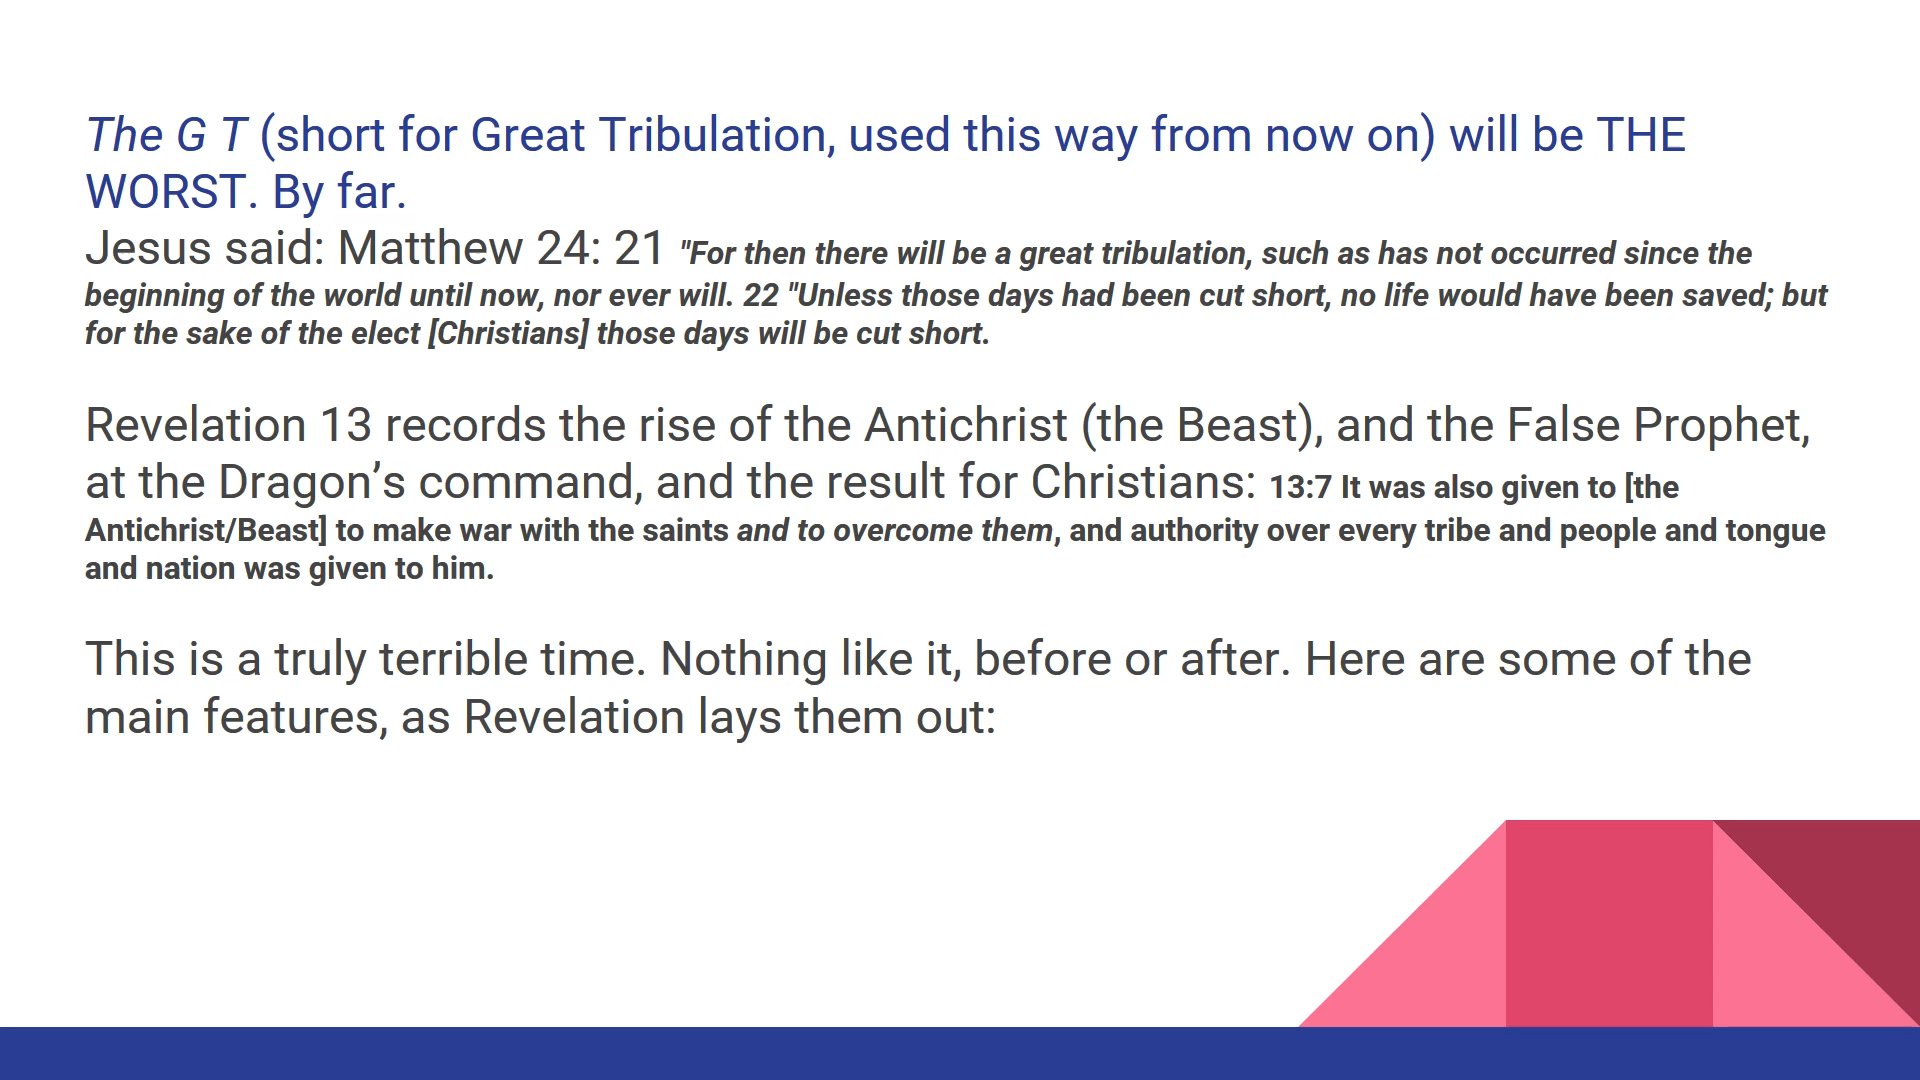 The G T (short for Great Tribulation, used this way from now on) will be THE
WORST. By far.
Jesus said: Matthew 24: 21 "For then there will be a great tribulation, such as has not occurred since the
beginning of the world until now, nor ever will. 22 "Unless those days had been cut short, no life would have been saved; but
for the sake of the elect [Christians] those days will be cut short.
Revelation 13 records the rise of the Antichrist (the Beast), and the False Prophet,
at the Dragon’s command, and the result for Christians: 13:7 It was also given to [the
Antichrist/Beast] to make war with the saints and to overcome them, and authority over every tribe and people and tongue
and nation was given to him.
This is a truly terrible time. Nothing like it, before or after. Here are some of the
main features, as Revelation lays them out: